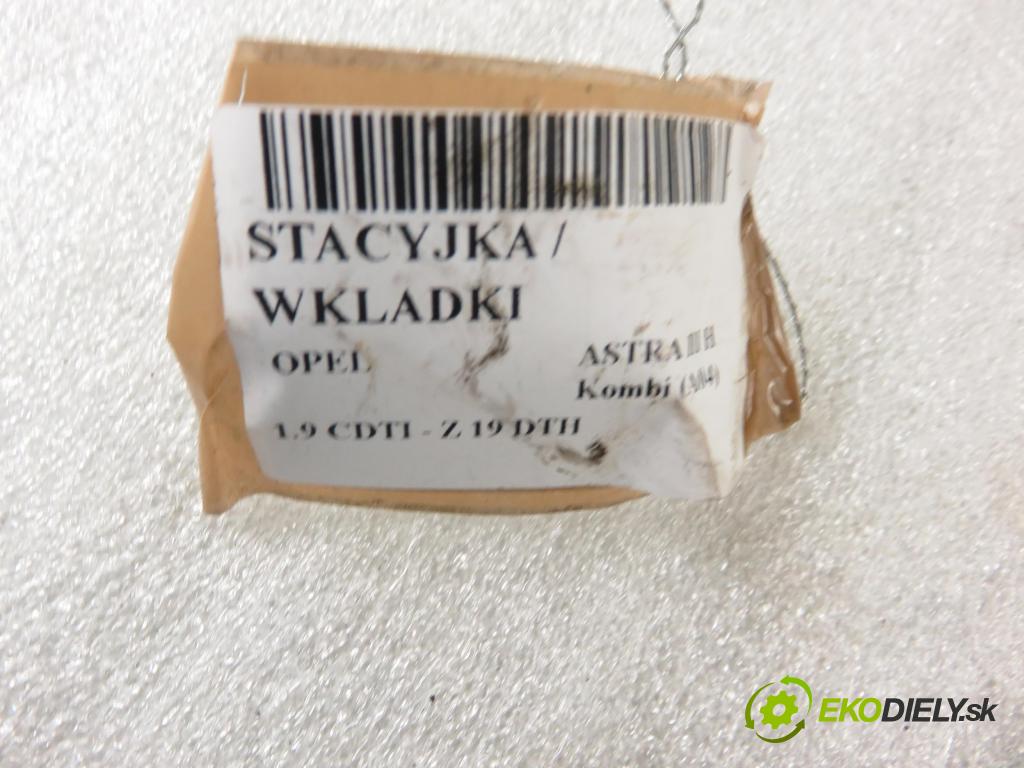 STACYJKA /
WKLADKI
OPEL ASTRA III H
Kombi (A04)
1.9 CDTI - Z 19 DTH
EKODIELY.sk